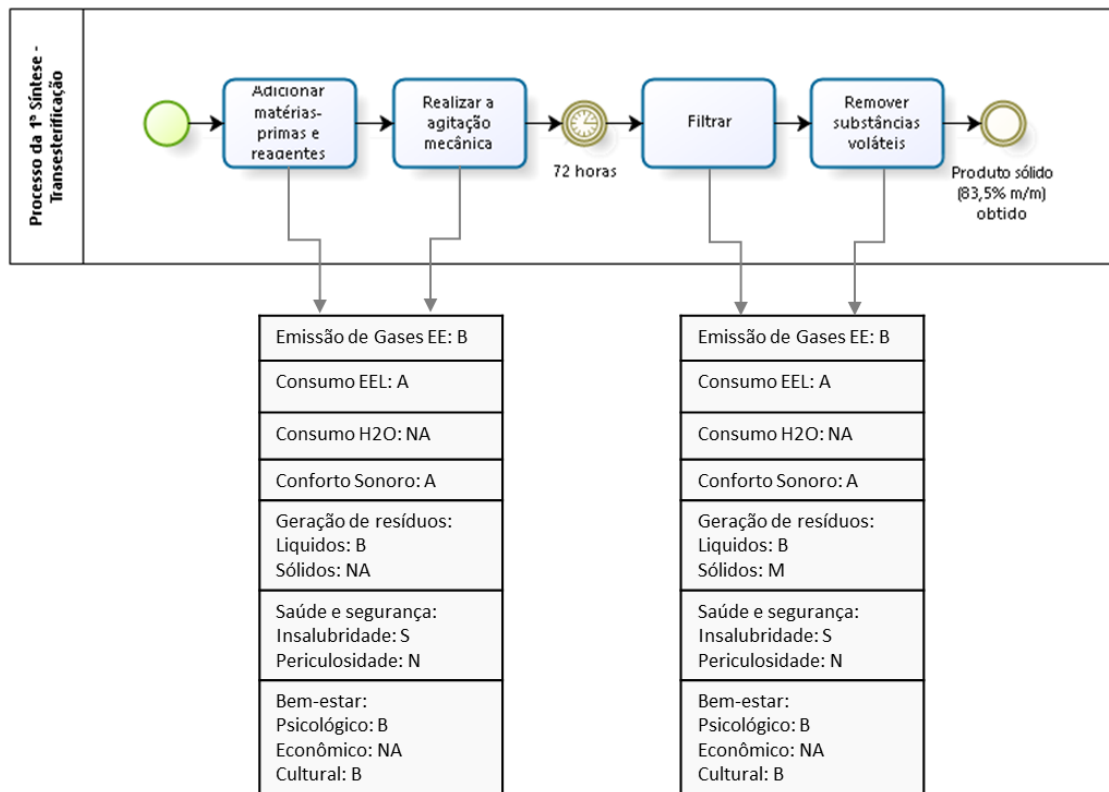 Processo da 1ª Síntese -
Transesterificação
Adicionar
matérias-
primas e
reagentes
Realizar a
agitação
mecânica
72 horas
Filtrar
Remover
substâncias
voláteis
Produto sólido
(83,5% m/m)
obtido
Emissão de Gases EE: B
Consumo EEL: A
Consumo H2O: NA
Conforto Sonoro: A
Geração de resíduos:
Liquidos: B
Sólidos: NA
Saúde e segurança:
Insalubridade: S
Periculosidade: N
Bem-estar:
Psicológico: B
Econômico: NA
Cultural: B
Emissão de Gases EE: B
Consumo EEL: A
Consumo H2O: NA
Conforto Sonoro: A
Geração de resíduos:
Liquidos: B
Sólidos: M
Saúde e segurança:
Insalubridade: S
Periculosidade: N
Bem-estar:
Psicológico: B
Econômico: NA
Cultural: B